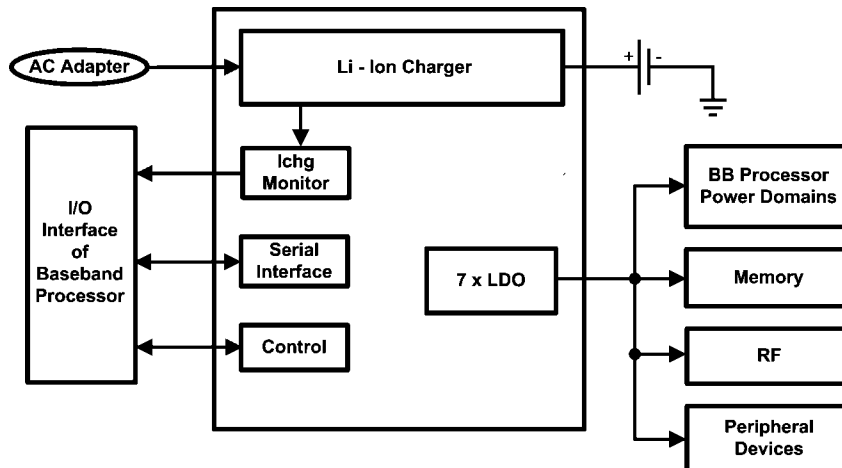 AC Adapter
Li - Ion Charger
+
-
Ichg
Monitor
I/O
Interface
of
Baseband
Processor
Serial
Interface
Control
7 x LDO
BB Processor
Power Domains
Memory
RF
Peripheral
Devices